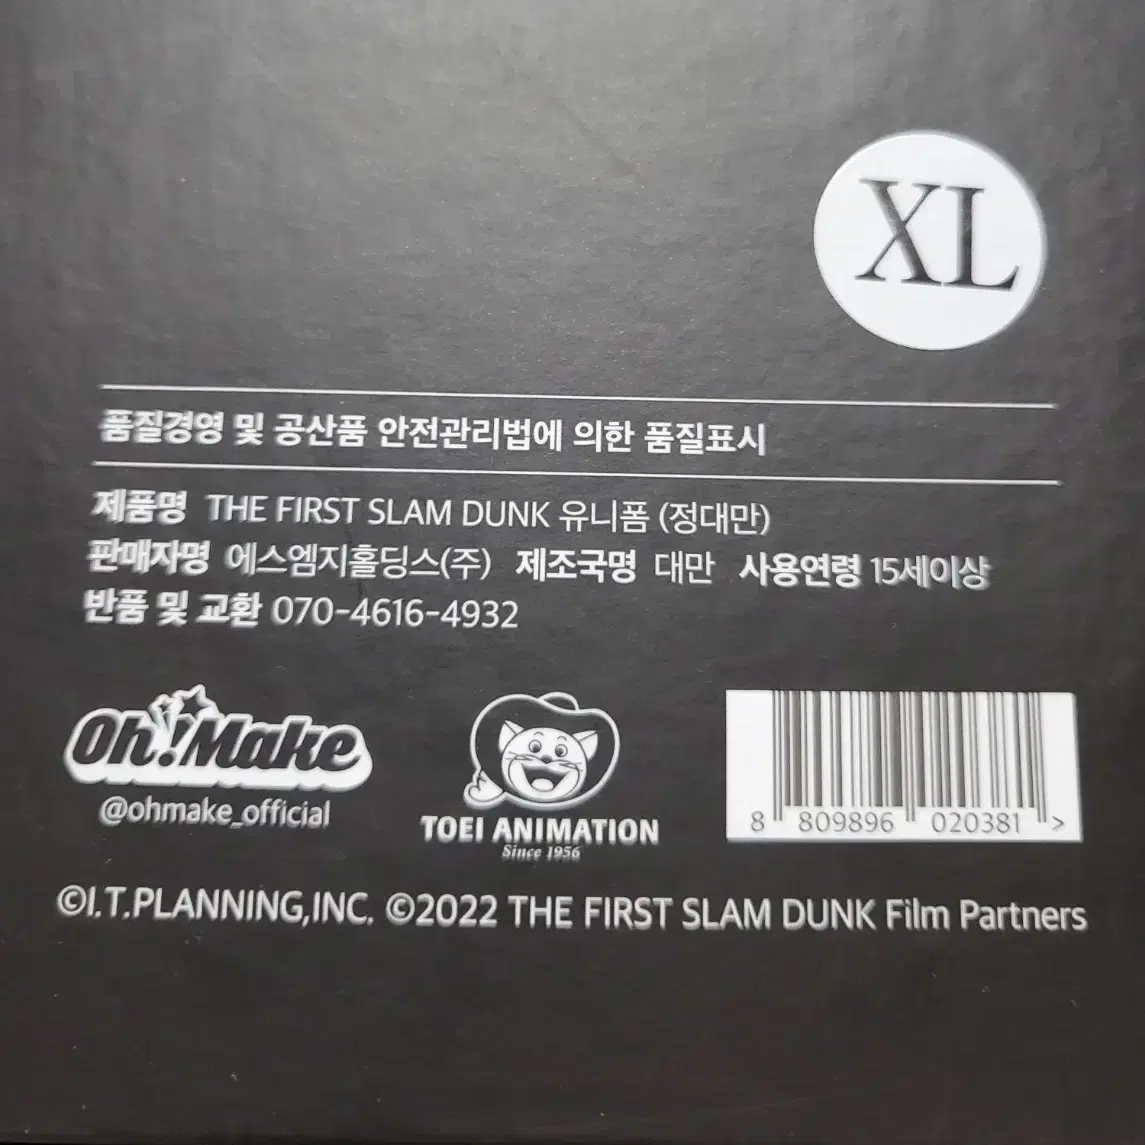 XL
품질경영 및 공산품 안전관리법에 의한 품질표시
제품명 THE FIRST SLAM DUNK 유니폼 (정대만)
판매자명 에스엠지홀딩스(주) 제조국명 대만 사용연령 15세이상
반품 및 교환 070-4616-4932
Oh!Make
@ohmake_official
TOEI ANIMATION
Since 1956
8 809896 020381 >
©I.T.PLANNING,INC. ©2022 THE FIRST SLAM DUNK Film Partners